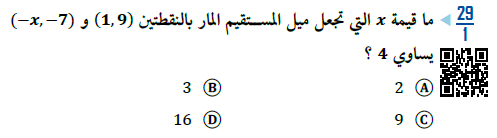 29/1 ما قيمة x التي تجعل ميل المستقيم المار بالنقطتين (1, 9) و (−x, −7)
يساوي 4 ؟
A 2 B 3
C 9 D 16